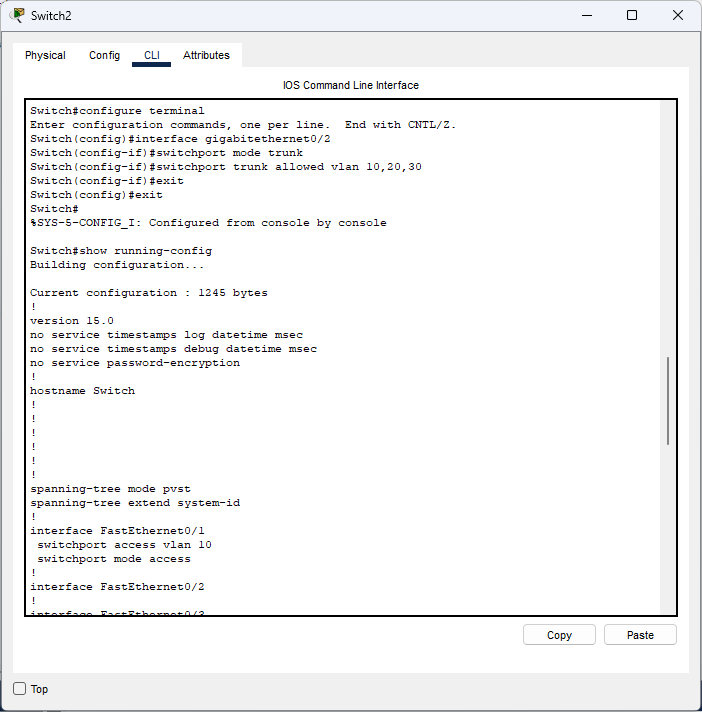 Switch2
Physical Config CLI Attributes
IOS Command Line Interface
Switch#configure terminal
Enter configuration commands, one per line.  End with CNTL/Z.
Switch(config)#interface gigabitethernet0/2
Switch(config-if)#switchport mode trunk
Switch(config-if)#switchport trunk allowed vlan 10,20,30
Switch(config-if)#exit
Switch(config)#exit
Switch#
%SYS-5-CONFIG_I: Configured from console by console
Switch#show running-config
Building configuration...
Current configuration : 1245 bytes
!
version 15.0
no service timestamps log datetime msec
no service timestamps debug datetime msec
no service password-encryption
!
hostname Switch
!
!
!
!
!
!
spanning-tree mode pvst
spanning-tree extend system-id
!
interface FastEthernet0/1
 switchport access vlan 10
 switchport mode access
!
interface FastEthernet0/2
!
interface FastEthernet0/3
Copy Paste
Top